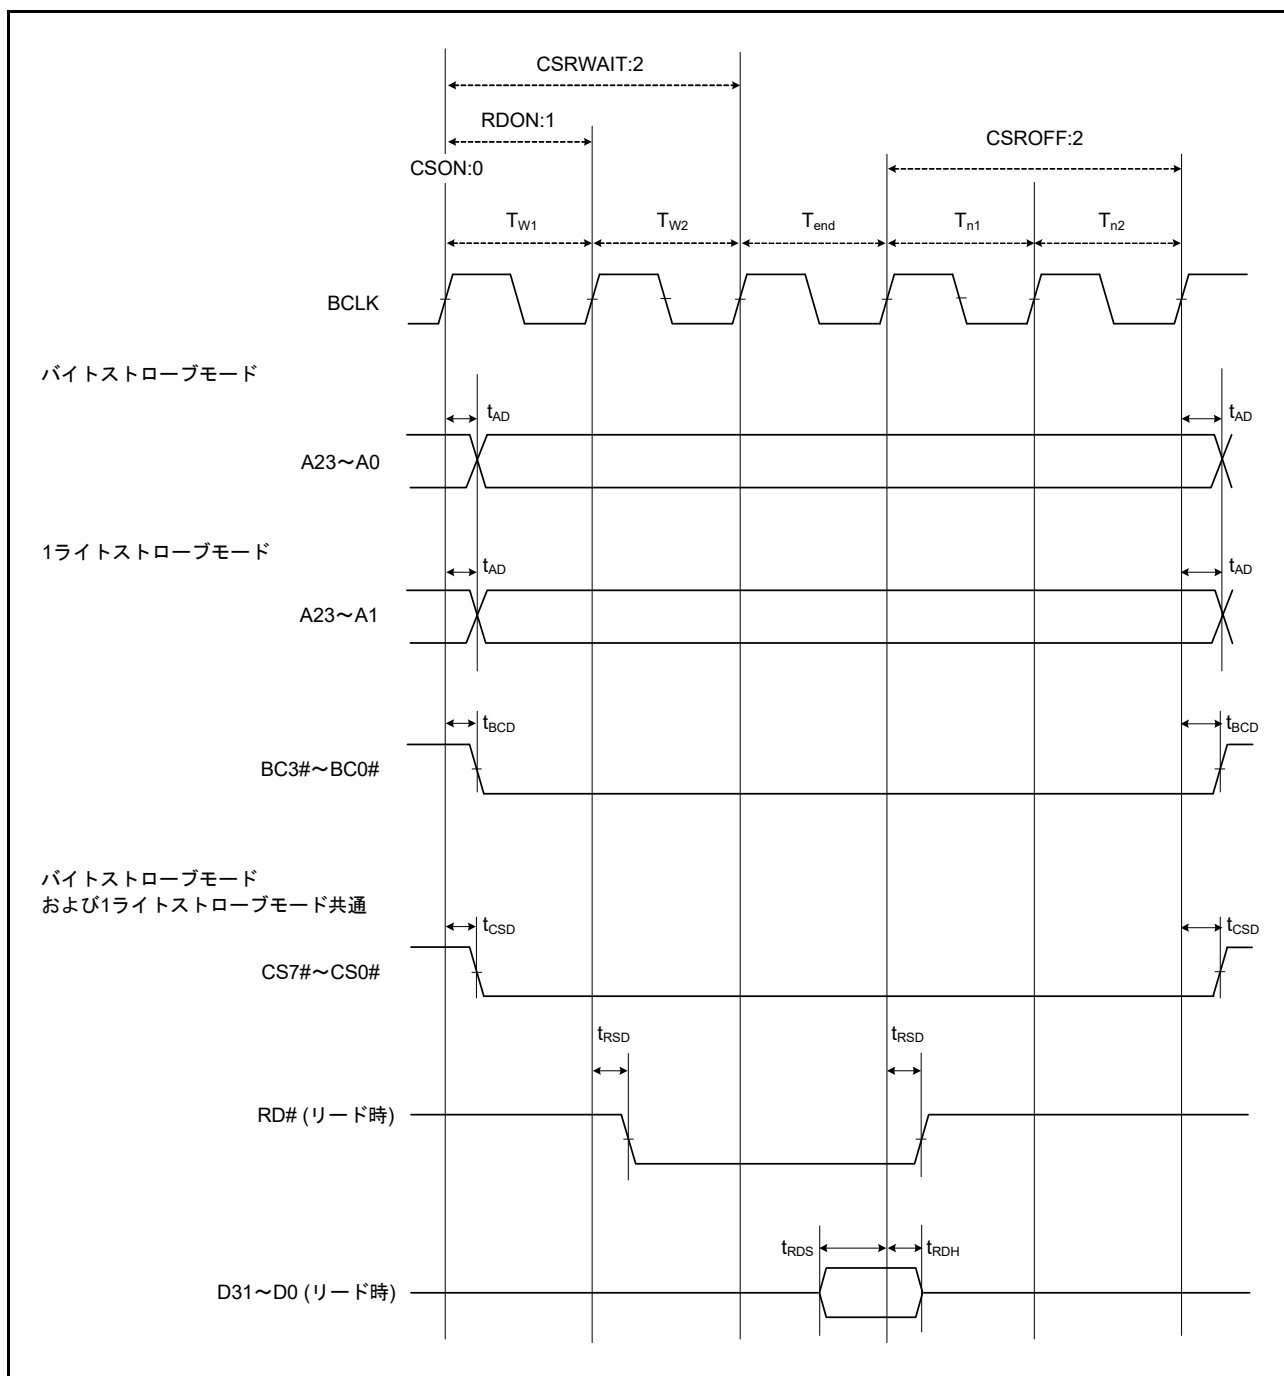 CSRWAIT:2
RDON:1
CSROFF:2
CSON:0
TW1 TW2 Tend Tn1 Tn2
BCLK
バイトストローブモード
tAD tAD
A23～A0
1ライトストローブモード
tAD tAD
A23～A1
tBCD tBCD
BC3#～BC0#
バイトストローブモード
および1ライトストローブモード共通
tCSD tCSD
CS7#～CS0#
tRSD tRSD
RD# (リード時)
tRDS tRDH
D31～D0 (リード時)